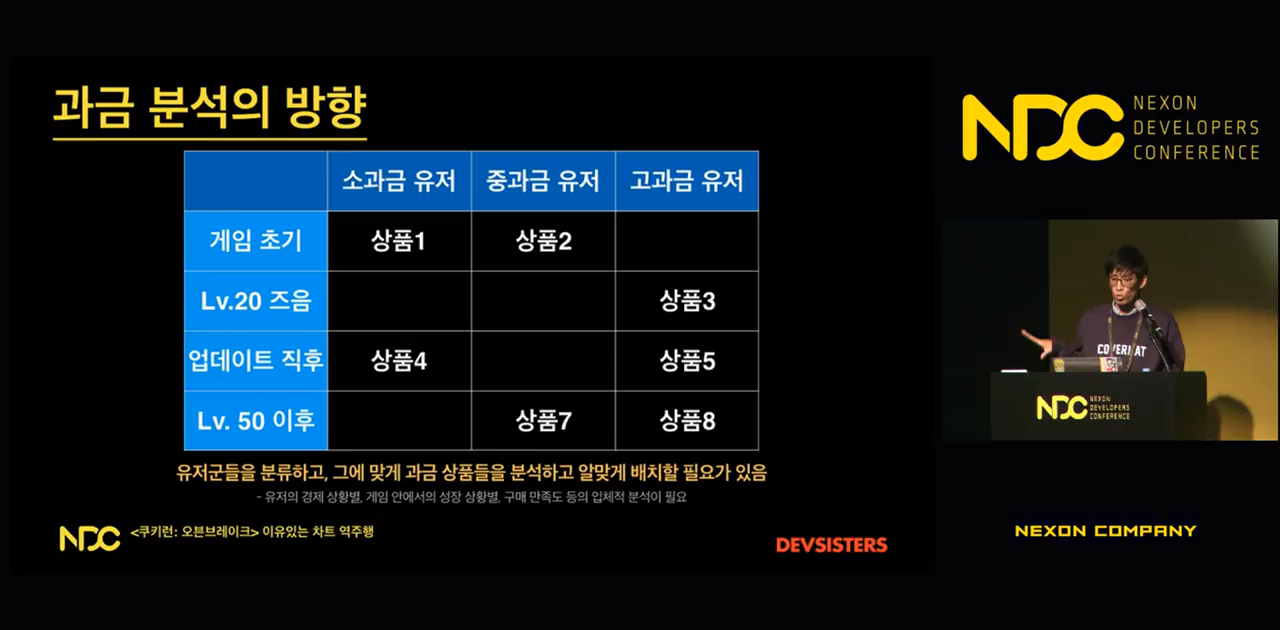 과금 분석의 방향
소과금 유저 중과금 유저 고과금 유저
게임 초기 상품1 상품2
Lv.20 즈음 상품3
업데이트 직후 상품4 상품5
Lv. 50 이후 상품7 상품8
유저군들을 분류하고, 그에 맞게 과금 상품들을 분석하고 알맞게 배치할 필요가 있음
- 유저의 경제 상황별, 게임 안에서의 성장 상황별, 구매 만족도 등의 입체적 분석이 필요
NDC <쿠키런: 오븐브레이크> 이유있는 차트 역주행
DEVSISTERS
NDC NEXON
DEVELOPERS
CONFERENCE
COVERNAT
NDC NEXON
DEVELOPERS
CONFERENCE
NEXON COMPANY